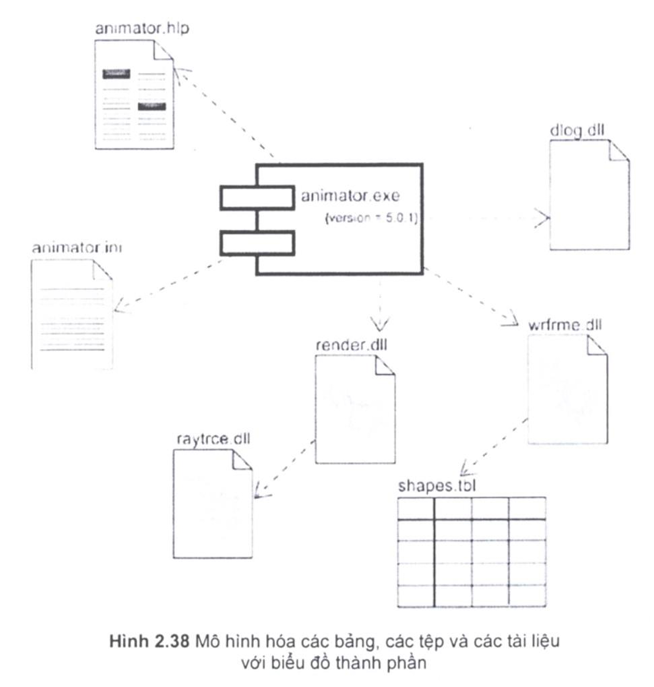 animator.hlp
dlog.dll
animator.exe
{version = 5.0.1}
animator.ini
render.dll
wrfrme.dll
raytrce.dll
shapes.tbl
Hình 2.38 Mô hình hóa các bảng, các tệp và các tài liệu
với biểu đồ thành phần